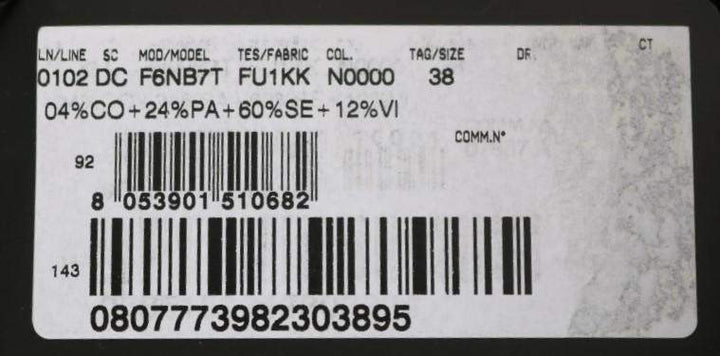 LN/LINE SC MOD/MODEL TES/FABRIC COL. TAG/SIZE DR. CT
0102 DC F6NB7T FU1KK N0000 38
04%CO+24%PA+60%SE+12%VI
COMM.N°
92
8 053901 510682
143
0807773982303895